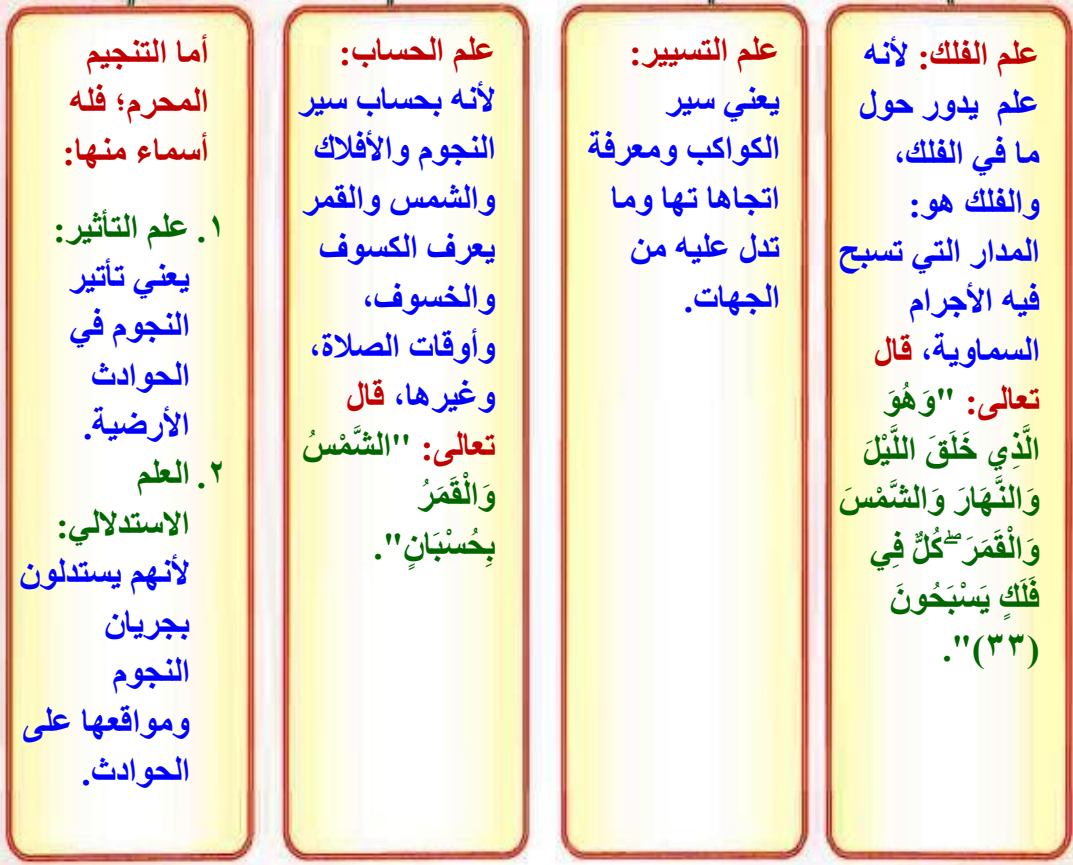 علم الفلك: لأنه
علم يدور حول
ما في الفلك،
والفلك هو:
المدار التي تسبح
فيه الأجرام
السماوية، قال
تعالى: "وَهُوَ
الَّذِي خَلَقَ اللَّيْلَ
وَالنَّهَارَ وَالشَّمْسَ
وَالْقَمَرَ ۖ كُلٌّ فِي
فَلَكٍ يَسْبَحُونَ
(٣٣)".
علم التسيير:
يعني سير
الكواكب ومعرفة
اتجاها تها وما
تدل عليه من
الجهات.
علم الحساب:
لأنه بحساب سير
النجوم والأفلاك
والشمس والقمر
يعرف الكسوف
والخسوف،
وأوقات الصلاة،
وغيرها، قال
تعالى: "الشَّمْسُ
وَالْقَمَرُ
بِحُسْبَانٍ".
أما التنجيم
المحرم؛ فله
أسماء منها:
١. علم التأثير:
يعني تأثير
النجوم في
الحوادث
الأرضية.
٢. العلم
الاستدلالي:
لأنهم يستدلون
بجريان
النجوم
ومواقعها على
الحوادث.